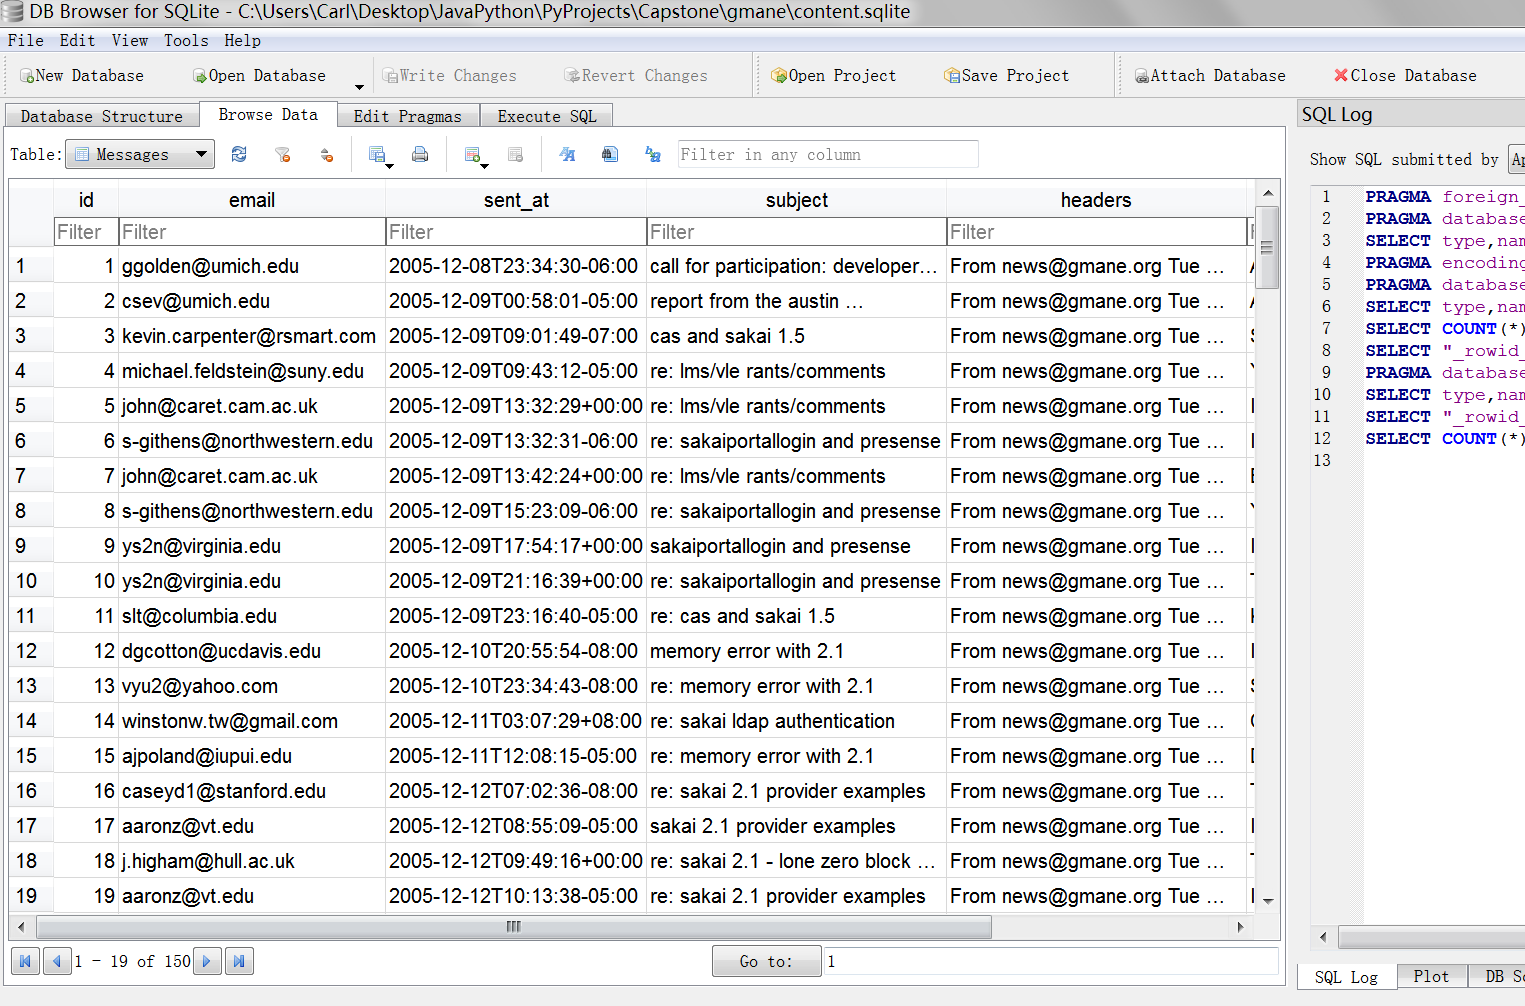 DB Browser for SQLite - C:\Users\Carl\Desktop\JavaPython\PyProjects\Capstone\gmane\content.sqlite
File Edit View Tools Help
New Database Open Database Write Changes Revert Changes Open Project Save Project Attach Database Close Database
Database Structure Browse Data Edit Pragmas Execute SQL
Table: Messages Filter in any column
id email sent_at subject headers
Filter Filter Filter Filter Filter
1 1 ggolden@umich.edu 2005-12-08T23:34:30-06:00 call for participation: developer... From news@gmane.org Tue ...
2 2 csev@umich.edu 2005-12-09T00:58:01-05:00 report from the austin ... From news@gmane.org Tue ...
3 3 kevin.carpenter@rsmart.com 2005-12-09T09:01:49-07:00 cas and sakai 1.5 From news@gmane.org Tue ...
4 4 michael.feldstein@suny.edu 2005-12-09T09:43:12-05:00 re: lms/vle rants/comments From news@gmane.org Tue ...
5 5 john@caret.cam.ac.uk 2005-12-09T13:32:29+00:00 re: lms/vle rants/comments From news@gmane.org Tue ...
6 6 s-githens@northwestern.edu 2005-12-09T13:32:31-06:00 re: sakaiportallogin and presense From news@gmane.org Tue ...
7 7 john@caret.cam.ac.uk 2005-12-09T13:42:24+00:00 re: lms/vle rants/comments From news@gmane.org Tue ...
8 8 s-githens@northwestern.edu 2005-12-09T15:23:09-06:00 re: sakaiportallogin and presense From news@gmane.org Tue ...
9 9 ys2n@virginia.edu 2005-12-09T17:54:17+00:00 sakaiportallogin and presense From news@gmane.org Tue ...
10 10 ys2n@virginia.edu 2005-12-09T21:16:39+00:00 re: sakaiportallogin and presense From news@gmane.org Tue ...
11 11 slt@columbia.edu 2005-12-09T23:16:40-05:00 re: cas and sakai 1.5 From news@gmane.org Tue ...
12 12 dgcotton@ucdavis.edu 2005-12-10T20:55:54-08:00 memory error with 2.1 From news@gmane.org Tue ...
13 13 vyu2@yahoo.com 2005-12-10T23:34:43-08:00 re: memory error with 2.1 From news@gmane.org Tue ...
14 14 winstonw.tw@gmail.com 2005-12-11T03:07:29+08:00 re: sakai ldap authentication From news@gmane.org Tue ...
15 15 ajpoland@iupui.edu 2005-12-11T12:08:15-05:00 re: memory error with 2.1 From news@gmane.org Tue ...
16 16 caseyd1@stanford.edu 2005-12-12T07:02:36-08:00 re: sakai 2.1 provider examples From news@gmane.org Tue ...
17 17 aaronz@vt.edu 2005-12-12T08:55:09-05:00 sakai 2.1 provider examples From news@gmane.org Tue ...
18 18 j.higham@hull.ac.uk 2005-12-12T09:49:16+00:00 re: sakai 2.1 - lone zero block ... From news@gmane.org Tue ...
19 19 aaronz@vt.edu 2005-12-12T10:13:38-05:00 re: sakai 2.1 provider examples From news@gmane.org Tue ...
1 - 19 of 150 Go to: 1
SQL Log
Show SQL submitted by Ap
1 PRAGMA foreign_
2 PRAGMA database
3 SELECT type,nam
4 PRAGMA encoding
5 PRAGMA database
6 SELECT type,nam
7 SELECT COUNT(*)
8 SELECT "_rowid_
9 PRAGMA database
10 SELECT type,nam
11 SELECT "_rowid_
12 SELECT COUNT(*)
13
SQL Log Plot DB Sc